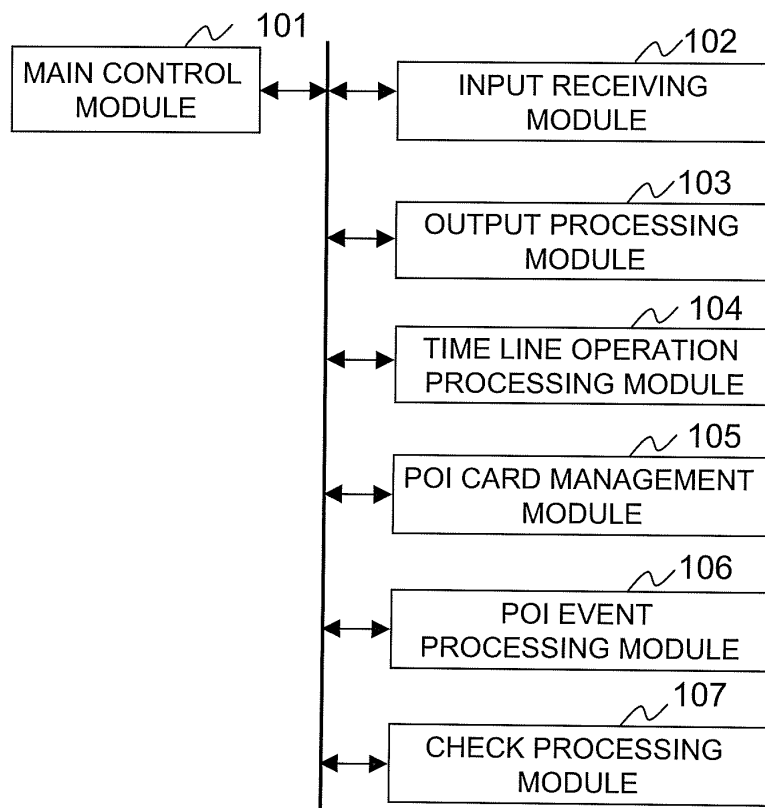 101
MAIN CONTROL
MODULE
102
INPUT RECEIVING
MODULE
103
OUTPUT PROCESSING
MODULE
104
TIME LINE OPERATION
PROCESSING MODULE
105
POI CARD MANAGEMENT
MODULE
106
POI EVENT
PROCESSING MODULE
107
CHECK PROCESSING
MODULE